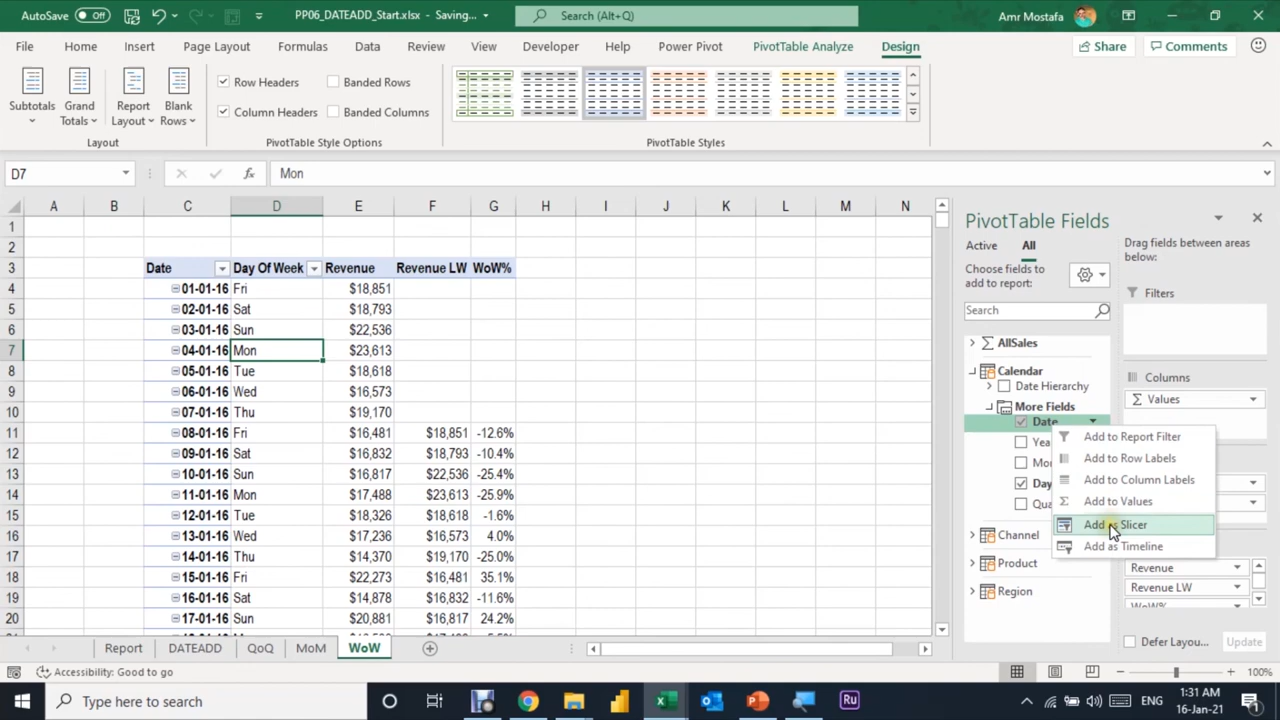 AutoSave Off PP06_DATEADD_Start.xlsx - Saving... Search (Alt+Q) Amr Mostafa
File Home Insert Page Layout Formulas Data Review View Developer Help Power Pivot PivotTable Analyze Design Share Comments
Subtotals Grand Totals Report Layout Blank Rows
Row Headers Banded Rows
Column Headers Banded Columns
Layout PivotTable Style Options PivotTable Styles
D7 fx Mon
A B C D E F G H I J K L M N
1
2
3 Date Day Of Week Revenue Revenue LW WoW%
4 01-01-16 Fri $18,851
5 02-01-16 Sat $18,793
6 03-01-16 Sun $22,536
7 04-01-16 Mon $23,613
8 05-01-16 Tue $18,618
9 06-01-16 Wed $16,573
10 07-01-16 Thu $19,170
11 08-01-16 Fri $16,481 $18,851 -12.6%
12 09-01-16 Sat $16,832 $18,793 -10.4%
13 10-01-16 Sun $16,817 $22,536 -25.4%
14 11-01-16 Mon $17,488 $23,613 -25.9%
15 12-01-16 Tue $18,326 $18,618 -1.6%
16 13-01-16 Wed $17,236 $16,573 4.0%
17 14-01-16 Thu $14,370 $19,170 -25.0%
18 15-01-16 Fri $22,273 $16,481 35.1%
19 16-01-16 Sat $14,878 $16,832 -11.6%
20 17-01-16 Sun $20,881 $16,817 24.2%
PivotTable Fields
Active All
Choose fields to add to report:
Search
AllSales
Calendar
Date Hierarchy
More Fields
Date
Yea
Mo
Day
Qua
Channel
Product
Region
Add to Report Filter
Add to Row Labels
Add to Column Labels
Add to Values
Add as Slicer
Add as Timeline
Drag fields between areas below:
Filters
Columns
Values
Revenue
Revenue LW
WoW%
Defer Layou... Update
Report DATEADD QoQ MoM WoW
Accessibility: Good to go 100%
Type here to search Ru ENG 1:31 AM
16-Jan-21 1